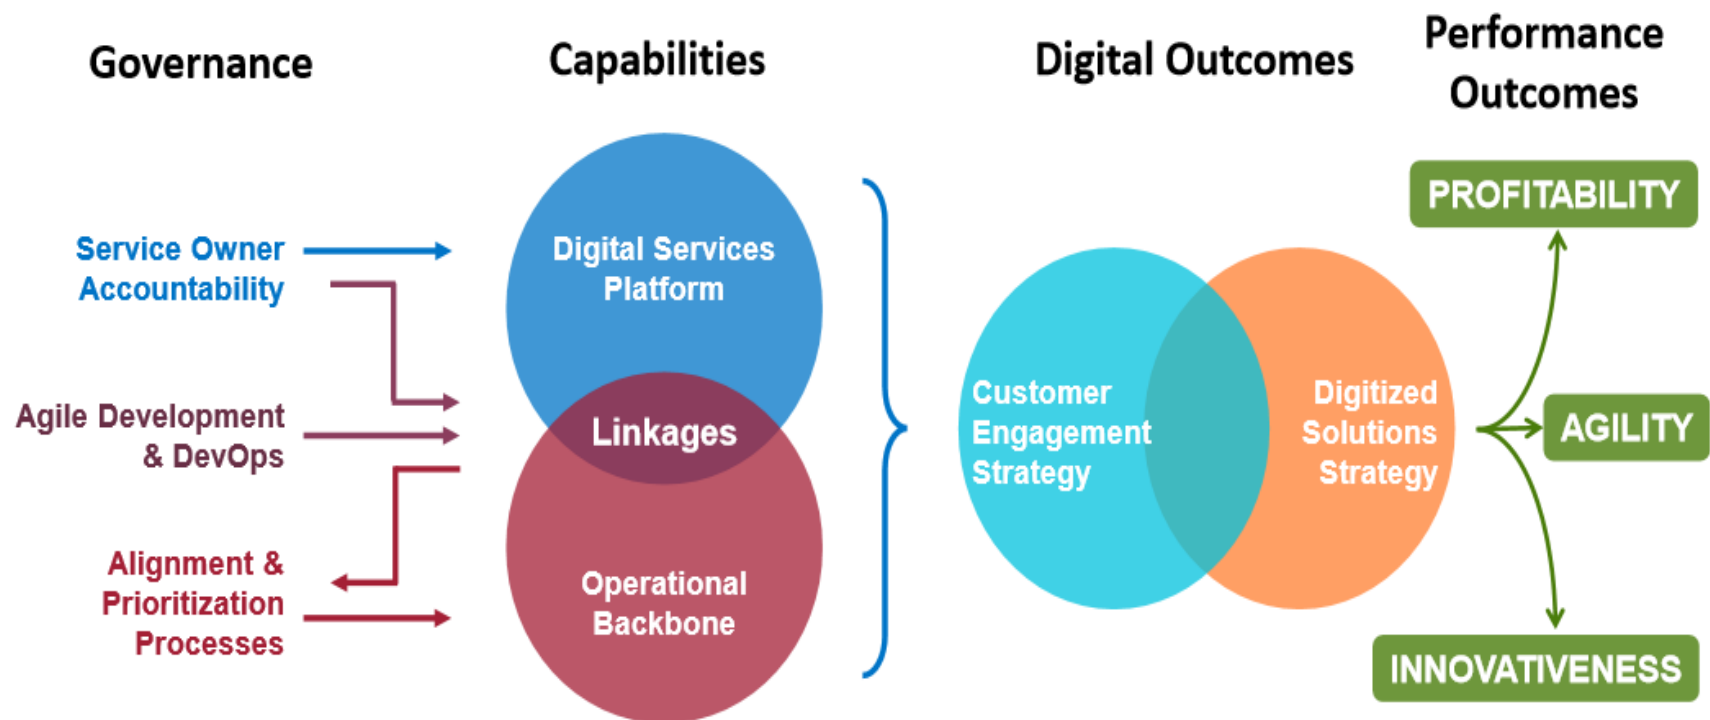 Governance
Capabilities
Digital Outcomes
Performance
Outcomes
Service Owner
Accountability
Agile Development
& DevOps
Alignment &
Prioritization
Processes
Digital Services
Platform
Linkages
Operational
Backbone
Customer
Engagement
Strategy
Digitized
Solutions
Strategy
PROFITABILITY
AGILITY
INNOVATIVENESS